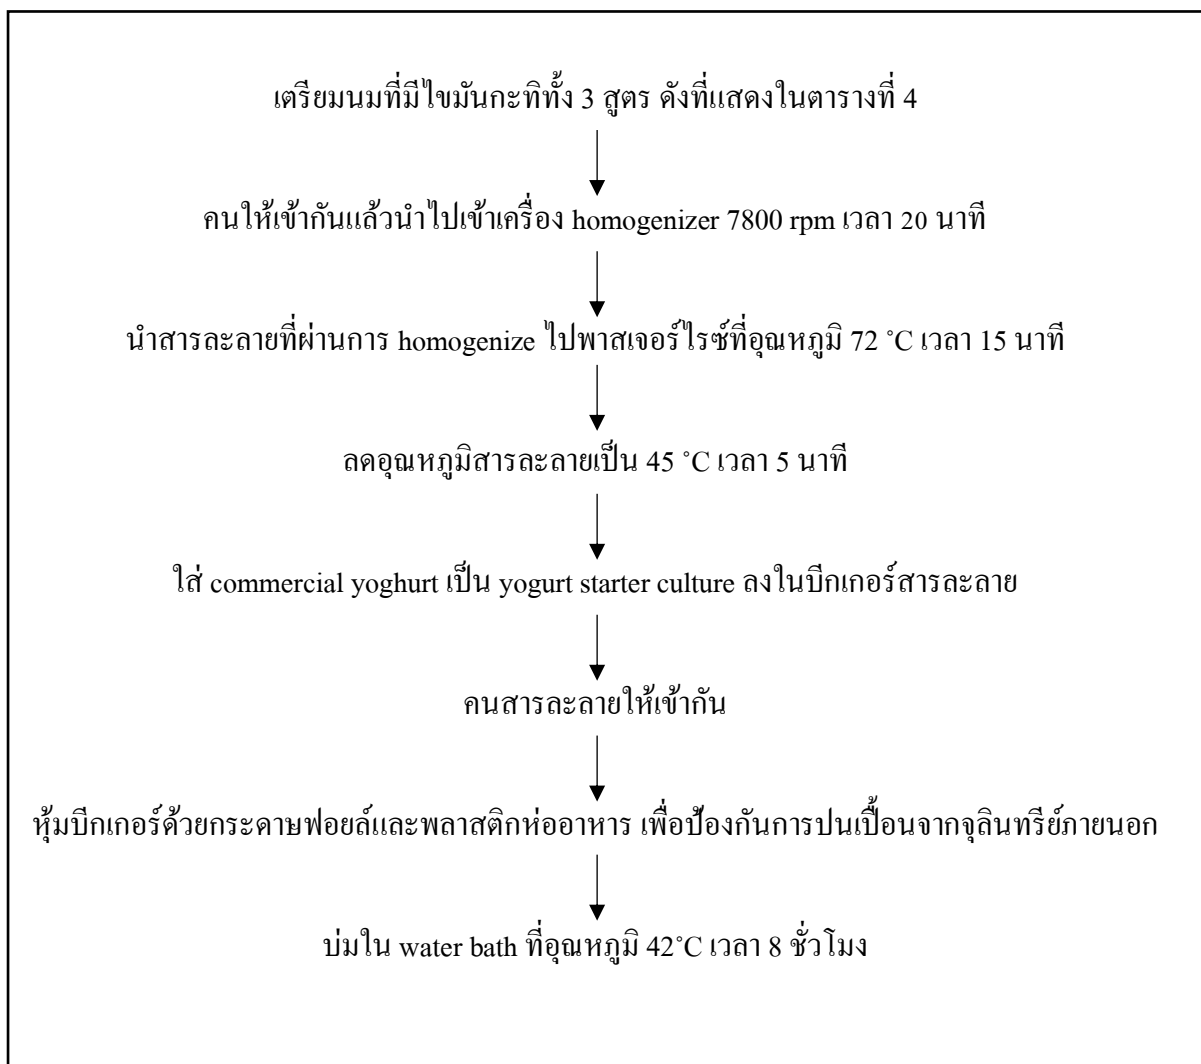 เตรียมนมที่มีไขมันกะทิทั้ง 3 สูตร ดังที่แสดงในตารางที่ 4
คนให้เข้ากันแล้วนำไปเข้าเครื่อง homogenizer 7800 rpm เวลา 20 นาที
นำสารละลายที่ผ่านการ homogenize ไปพาสเจอร์ไรซ์ที่อุณหภูมิ 72 ˚C เวลา 15 นาที
ลดอุณหภูมิสารละลายเป็น 45 ˚C เวลา 5 นาที
ใส่ commercial yoghurt เป็น yogurt starter culture ลงในบีกเกอร์สารละลาย
คนสารละลายให้เข้ากัน
หุ้มบีกเกอร์ด้วยกระดาษฟอยล์และพลาสติกห่ออาหาร เพื่อป้องกันการปนเปื้อนจากจุลินทรีย์ภายนอก
บ่มใน water bath ที่อุณหภูมิ 42˚C เวลา 8 ชั่วโมง